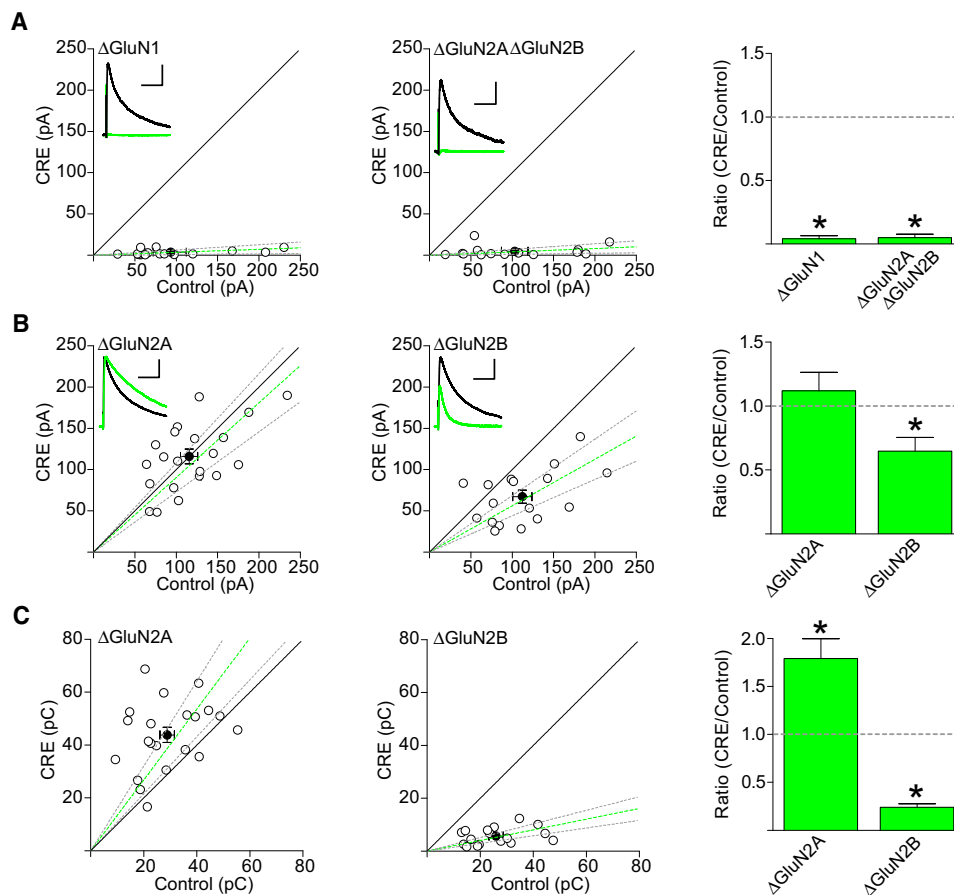 A
ΔGluN1
CRE (pA)
250
200
150
100
50
50 100 150 200 250
Control (pA)
ΔGluN2A ΔGluN2B
CRE (pA)
250
200
150
100
50
50 100 150 200 250
Control (pA)
Ratio (CRE/Control)
1.5
1.0
0.5
* *
ΔGluN1
ΔGluN2A
ΔGluN2B
B
ΔGluN2A
CRE (pA)
250
200
150
100
50
50 100 150 200 250
Control (pA)
ΔGluN2B
CRE (pA)
250
200
150
100
50
50 100 150 200 250
Control (pA)
Ratio (CRE/Control)
1.5
1.0
0.5
*
ΔGluN2A
ΔGluN2B
C
ΔGluN2A
CRE (pC)
80
60
40
20
20 40 60 80
Control (pC)
ΔGluN2B
CRE (pC)
80
60
40
20
20 40 60 80
Control (pC)
Ratio (CRE/Control)
2.0
1.5
1.0
0.5
*
*
ΔGluN2A
ΔGluN2B